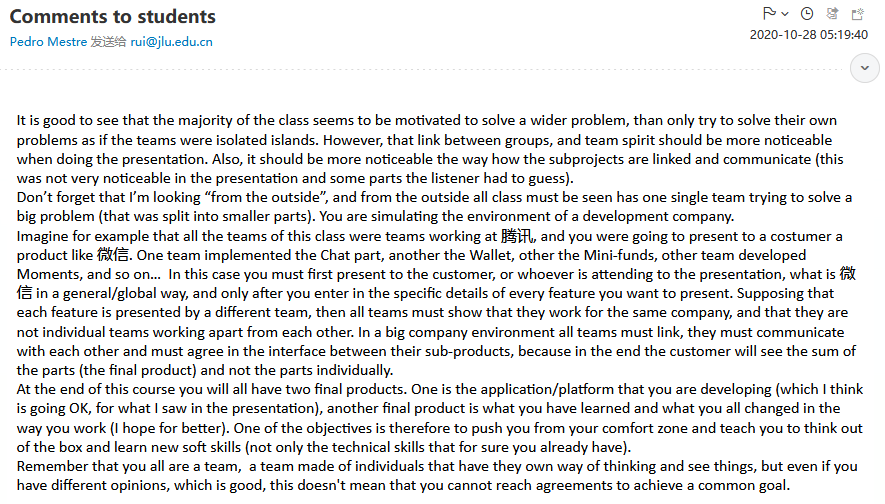 Comments to students
Pedro Mestre 发送给 rui@jlu.edu.cn
2020-10-28 05:19:40
It is good to see that the majority of the class seems to be motivated to solve a wider problem, than only try to solve their own
problems as if the teams were isolated islands. However, that link between groups, and team spirit should be more noticeable
when doing the presentation. Also, it should be more noticeable the way how the subprojects are linked and communicate (this
was not very noticeable in the presentation and some parts the listener had to guess).
Don’t forget that I’m looking “from the outside”, and from the outside all class must be seen has one single team trying to solve a
big problem (that was split into smaller parts). You are simulating the environment of a development company.
Imagine for example that all the teams of this class were teams working at 腾讯, and you were going to present to a costumer a
product like 微信. One team implemented the Chat part, another the Wallet, other the Mini-funds, other team developed
Moments, and so on… In this case you must first present to the customer, or whoever is attending to the presentation, what is 微
信 in a general/global way, and only after you enter in the specific details of every feature you want to present. Supposing that
each feature is presented by a different team, then all teams must show that they work for the same company, and that they are
not individual teams working apart from each other. In a big company environment all teams must link, they must communicate
with each other and must agree in the interface between their sub-products, because in the end the customer will see the sum of
the parts (the final product) and not the parts individually.
At the end of this course you will all have two final products. One is the application/platform that you are developing (which I think
is going OK, for what I saw in the presentation), another final product is what you have learned and what you all changed in the
way you work (I hope for better). One of the objectives is therefore to push you from your comfort zone and teach you to think out
of the box and learn new soft skills (not only the technical skills that for sure you already have).
Remember that you all are a team,  a team made of individuals that have they own way of thinking and see things, but even if you
have different opinions, which is good, this doesn't mean that you cannot reach agreements to achieve a common goal.